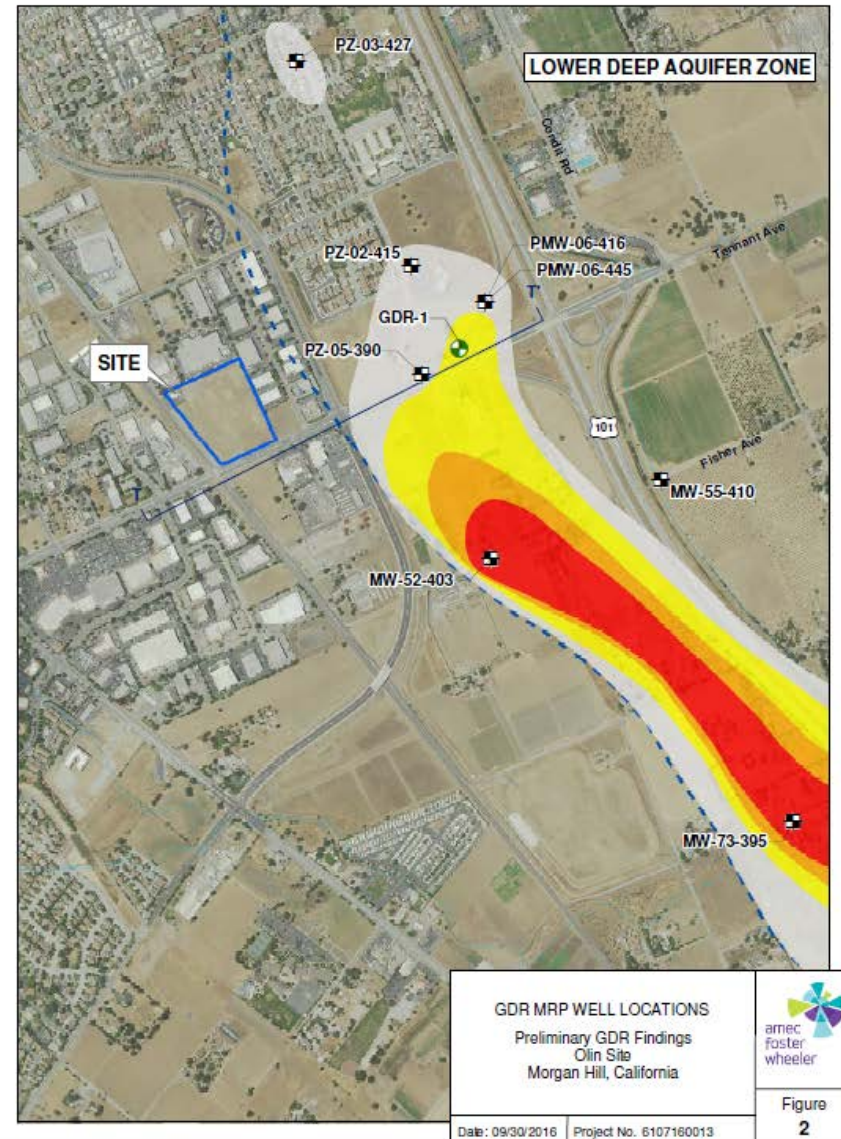 PZ-03-427
LOWER DEEP AQUIFER ZONE
Condit Rd
Tennant Ave
PZ-02-415
PMW-06-416
PMW-06-445
T'
GDR-1
PZ-05-390
SITE
101
Fisher Ave
T
MW-55-410
MW-52-403
MW-73-395
GDR MRP WELL LOCATIONS
Preliminary GDR Findings
Olin Site
Morgan Hill, California
amec
foster
wheeler
Figure
2
Date: 09/30/2016
Project No. 6107160013